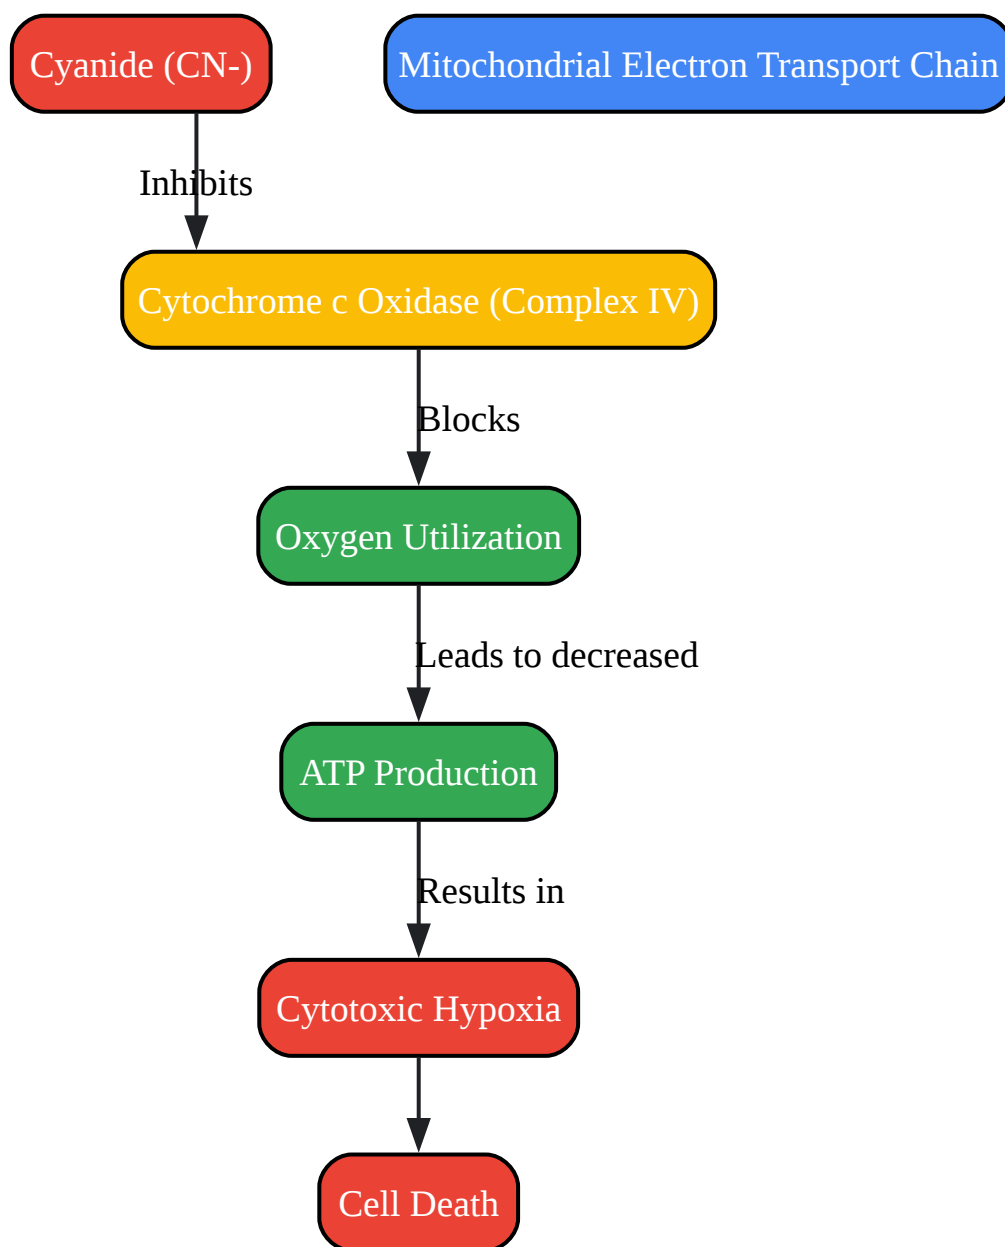 Cyanide (CN-)
Mitochondrial Electron Transport Chain
Inhibits
Cytochrome c Oxidase (Complex IV)
Blocks
Oxygen Utilization
Leads to decreased
ATP Production
Results in
Cytotoxic Hypoxia
Cell Death